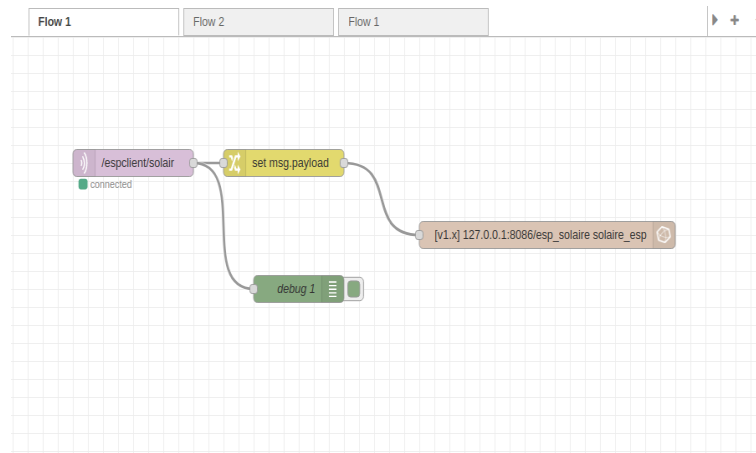 Flow 1
Flow 2
Flow 1
/espclient/solair
set msg.payload
connected
[v1.x] 127.0.0.1:8086/esp_solaire solaire_esp
debug 1